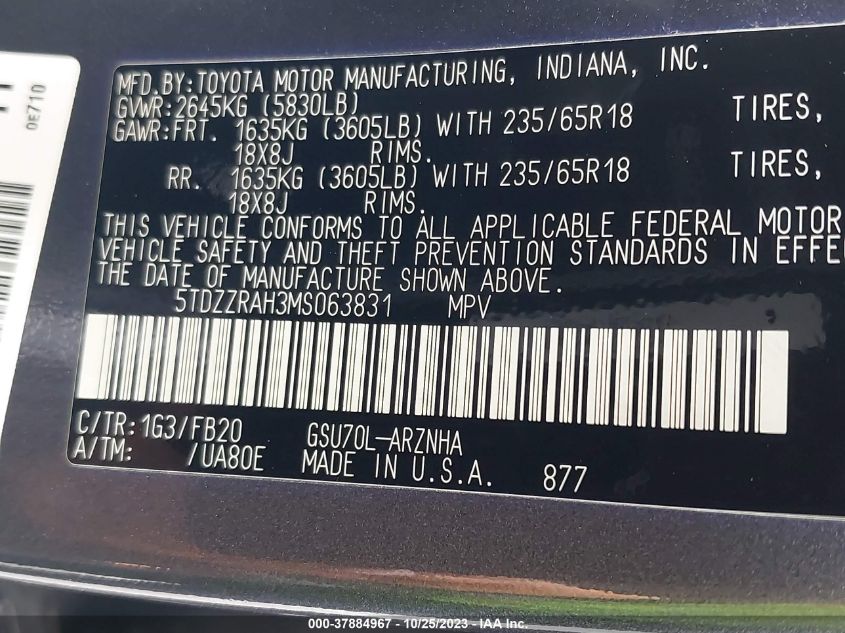 0E710
MFD.BY:TOYOTA MOTOR MANUFACTURING, INDIANA, INC.
GVWR:2645KG (5830LB)
GAWR:FRT. 1635KG (3605LB) WITH 235/65R18 TIRES,
18X8J RIMS.
RR. 1635KG (3605LB) WITH 235/65R18 TIRES,
18X8J RIMS.
THIS VEHICLE CONFORMS TO ALL APPLICABLE FEDERAL MOTOR
VEHICLE SAFETY AND THEFT PREVENTION STANDARDS IN EFFE
THE DATE OF MANUFACTURE SHOWN ABOVE.
5TDZZRAH3MS063831 MPV
C/TR:1G3/FB20 GSU70L-ARZNHA
A/TM: /UA80E MADE IN U.S.A. 877
000-37884967 - 10/25/2023 - IAA Inc.